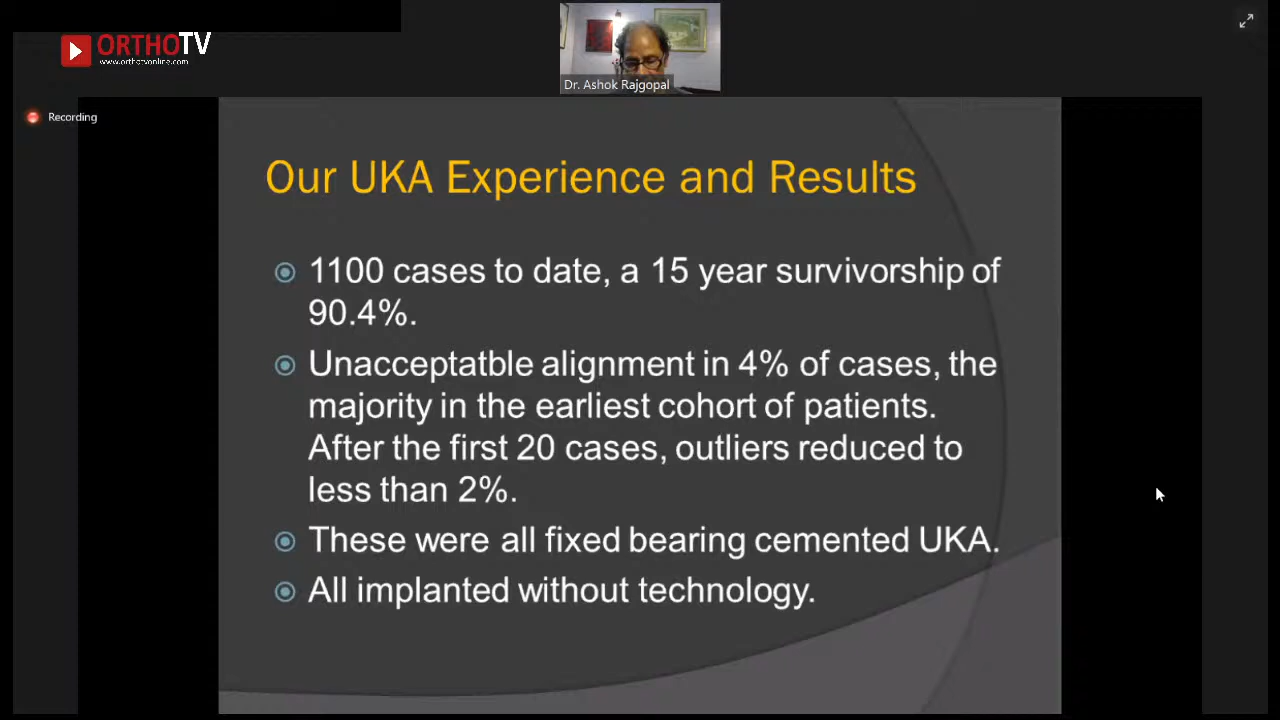 ORTHOTV
www.orthotvonline.com
Dr. Ashok Rajgopal
Recording
Our UKA Experience and Results
1100 cases to date, a 15 year survivorship of
90.4%.
Unacceptatble alignment in 4% of cases, the
majority in the earliest cohort of patients.
After the first 20 cases, outliers reduced to
less than 2%.
These were all fixed bearing cemented UKA.
All implanted without technology.